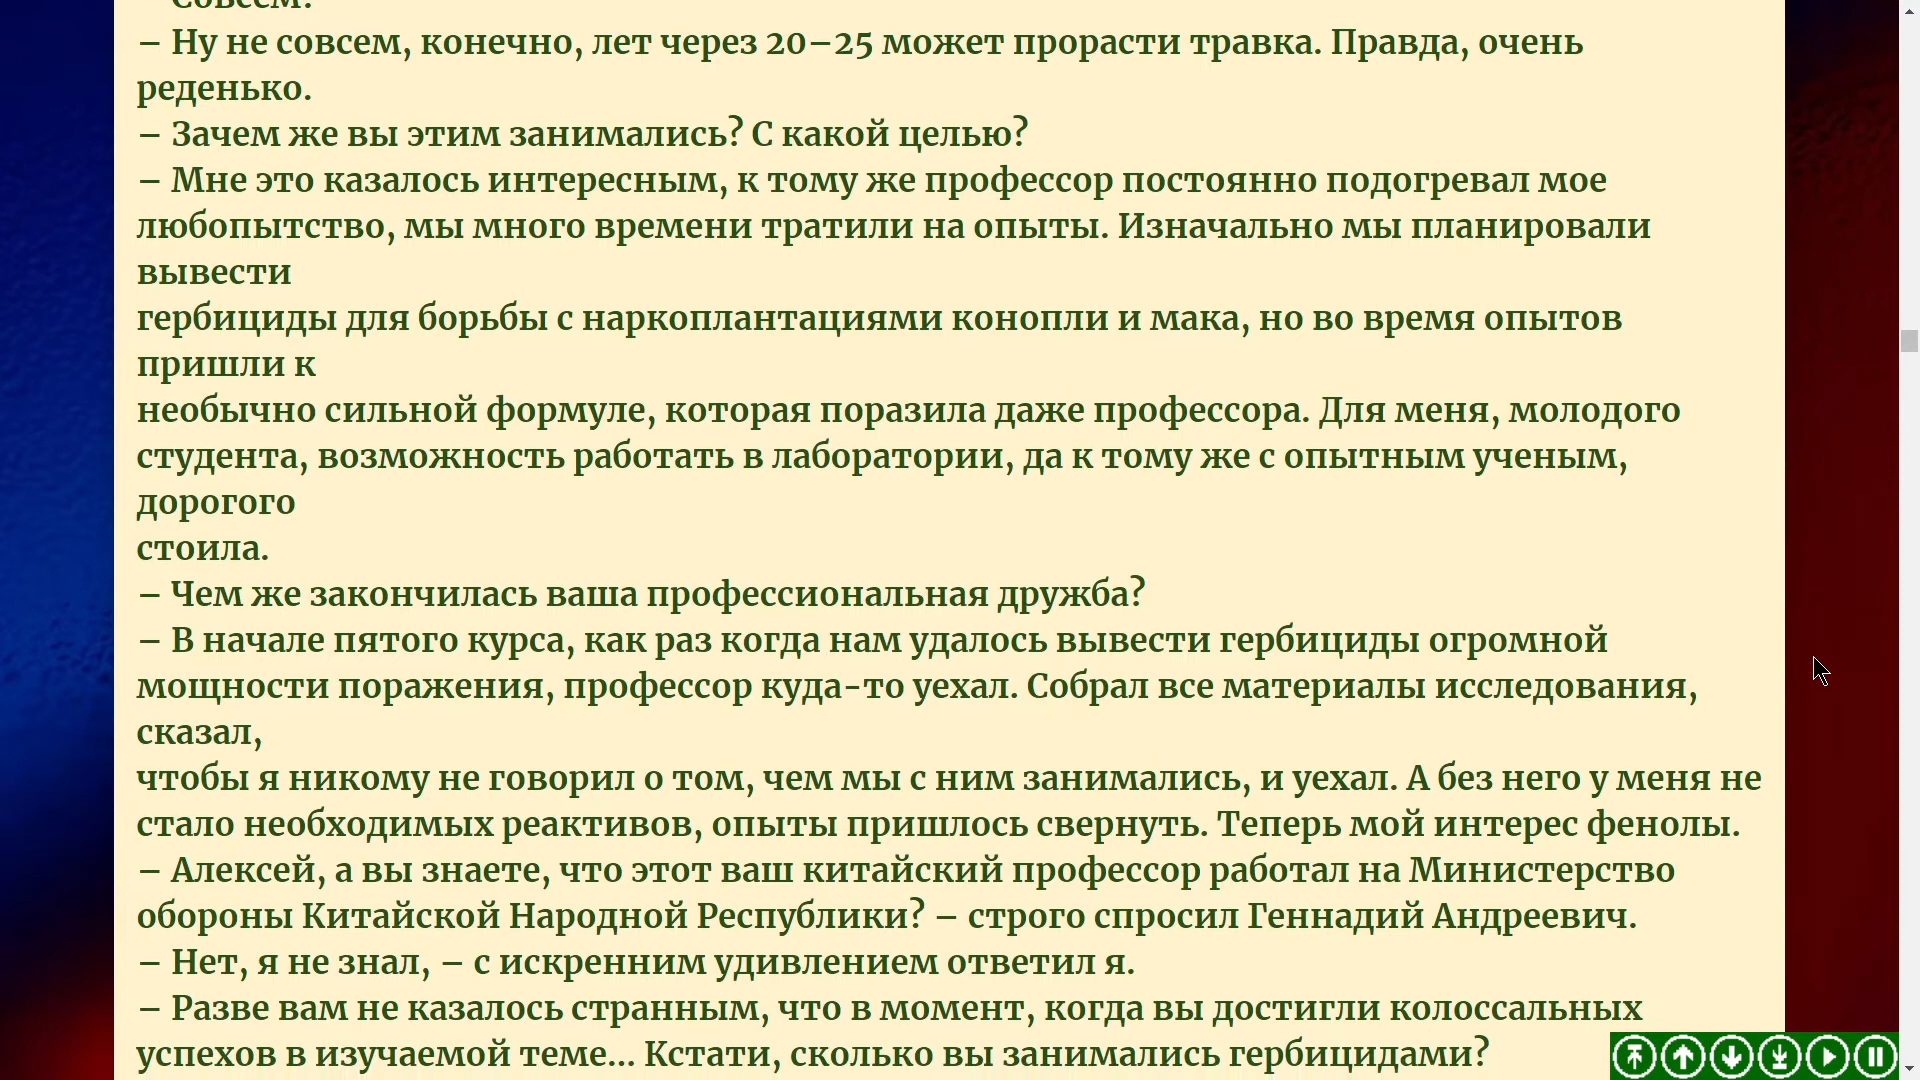 – Совсем?
– Ну не совсем, конечно, лет через 20–25 может прорасти травка. Правда, очень
реденько.
– Зачем же вы этим занимались? С какой целью?
– Мне это казалось интересным, к тому же профессор постоянно подогревал мое
любопытство, мы много времени тратили на опыты. Изначально мы планировали
вывести
гербициды для борьбы с наркоплантациями конопли и мака, но во время опытов
пришли к
необычно сильной формуле, которая поразила даже профессора. Для меня, молодого
студента, возможность работать в лаборатории, да к тому же с опытным ученым,
дорогого
стоила.
– Чем же закончилась ваша профессиональная дружба?
– В начале пятого курса, как раз когда нам удалось вывести гербициды огромной
мощности поражения, профессор куда-то уехал. Собрал все материалы исследования,
сказал,
чтобы я никому не говорил о том, чем мы с ним занимались, и уехал. А без него у меня не
стало необходимых реактивов, опыты пришлось свернуть. Теперь мой интерес фенолы.
– Алексей, а вы знаете, что этот ваш китайский профессор работал на Министерство
обороны Китайской Народной Республики? – строго спросил Геннадий Андреевич.
– Нет, я не знал, – с искренним удивлением ответил я.
– Разве вам не казалось странным, что в момент, когда вы достигли колоссальных
успехов в изучаемой теме... Кстати, сколько вы занимались гербицидами?